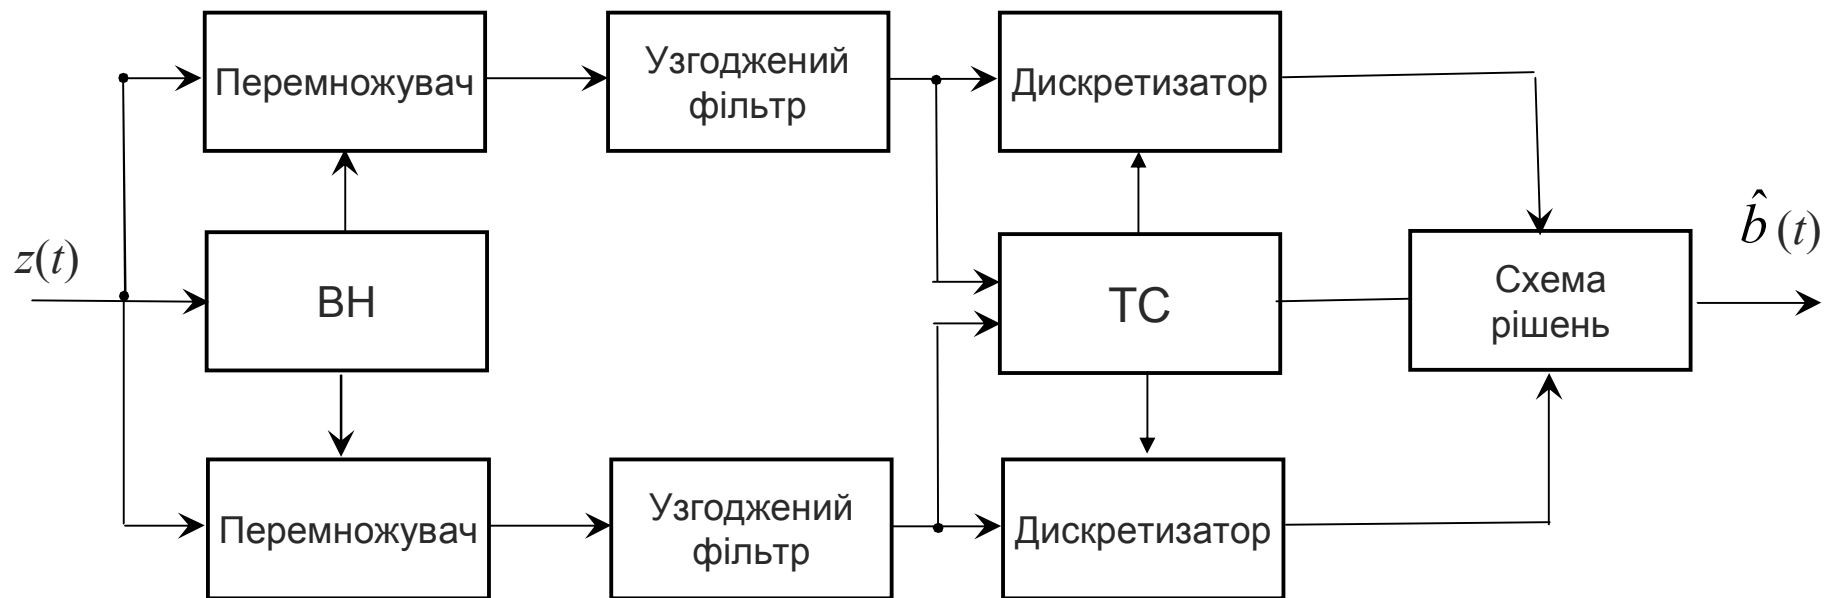 Перемножувач
Узгоджений
фільтр
Дискретизатор
z(t)
ВН
ТС
Схема
рішень
b̂ (t)
Перемножувач
Узгоджений
фільтр
Дискретизатор